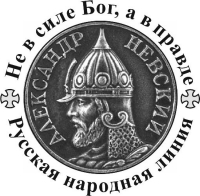 Не в силе Бог, а в правде
АЛЕКСАНДР НЕВСКИЙ
Русская народная линия